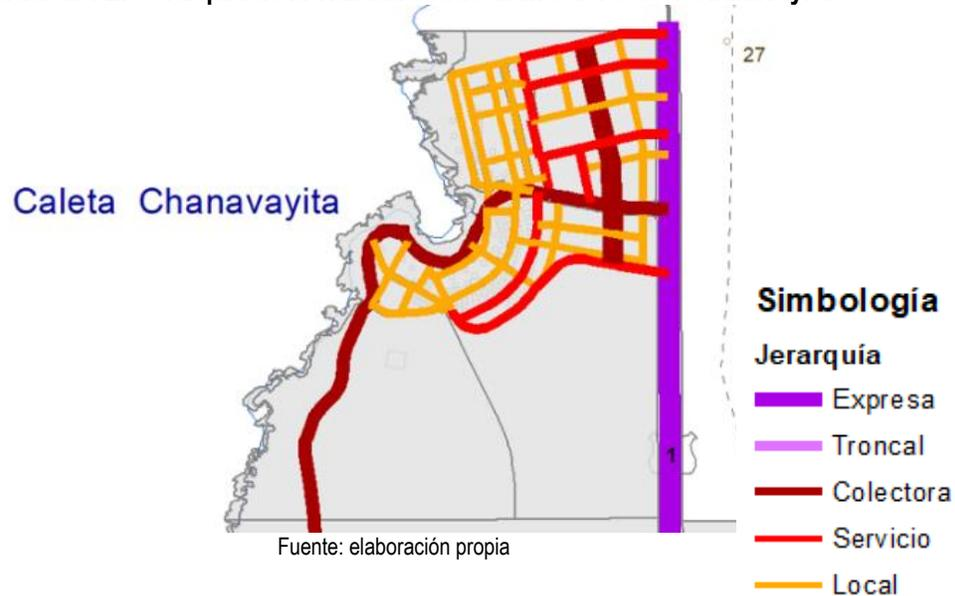 27
Caleta Chanavayita
1
Simbología
Jerarquía
Expresa
Troncal
Colectora
Servicio
Local
Fuente: elaboración propia